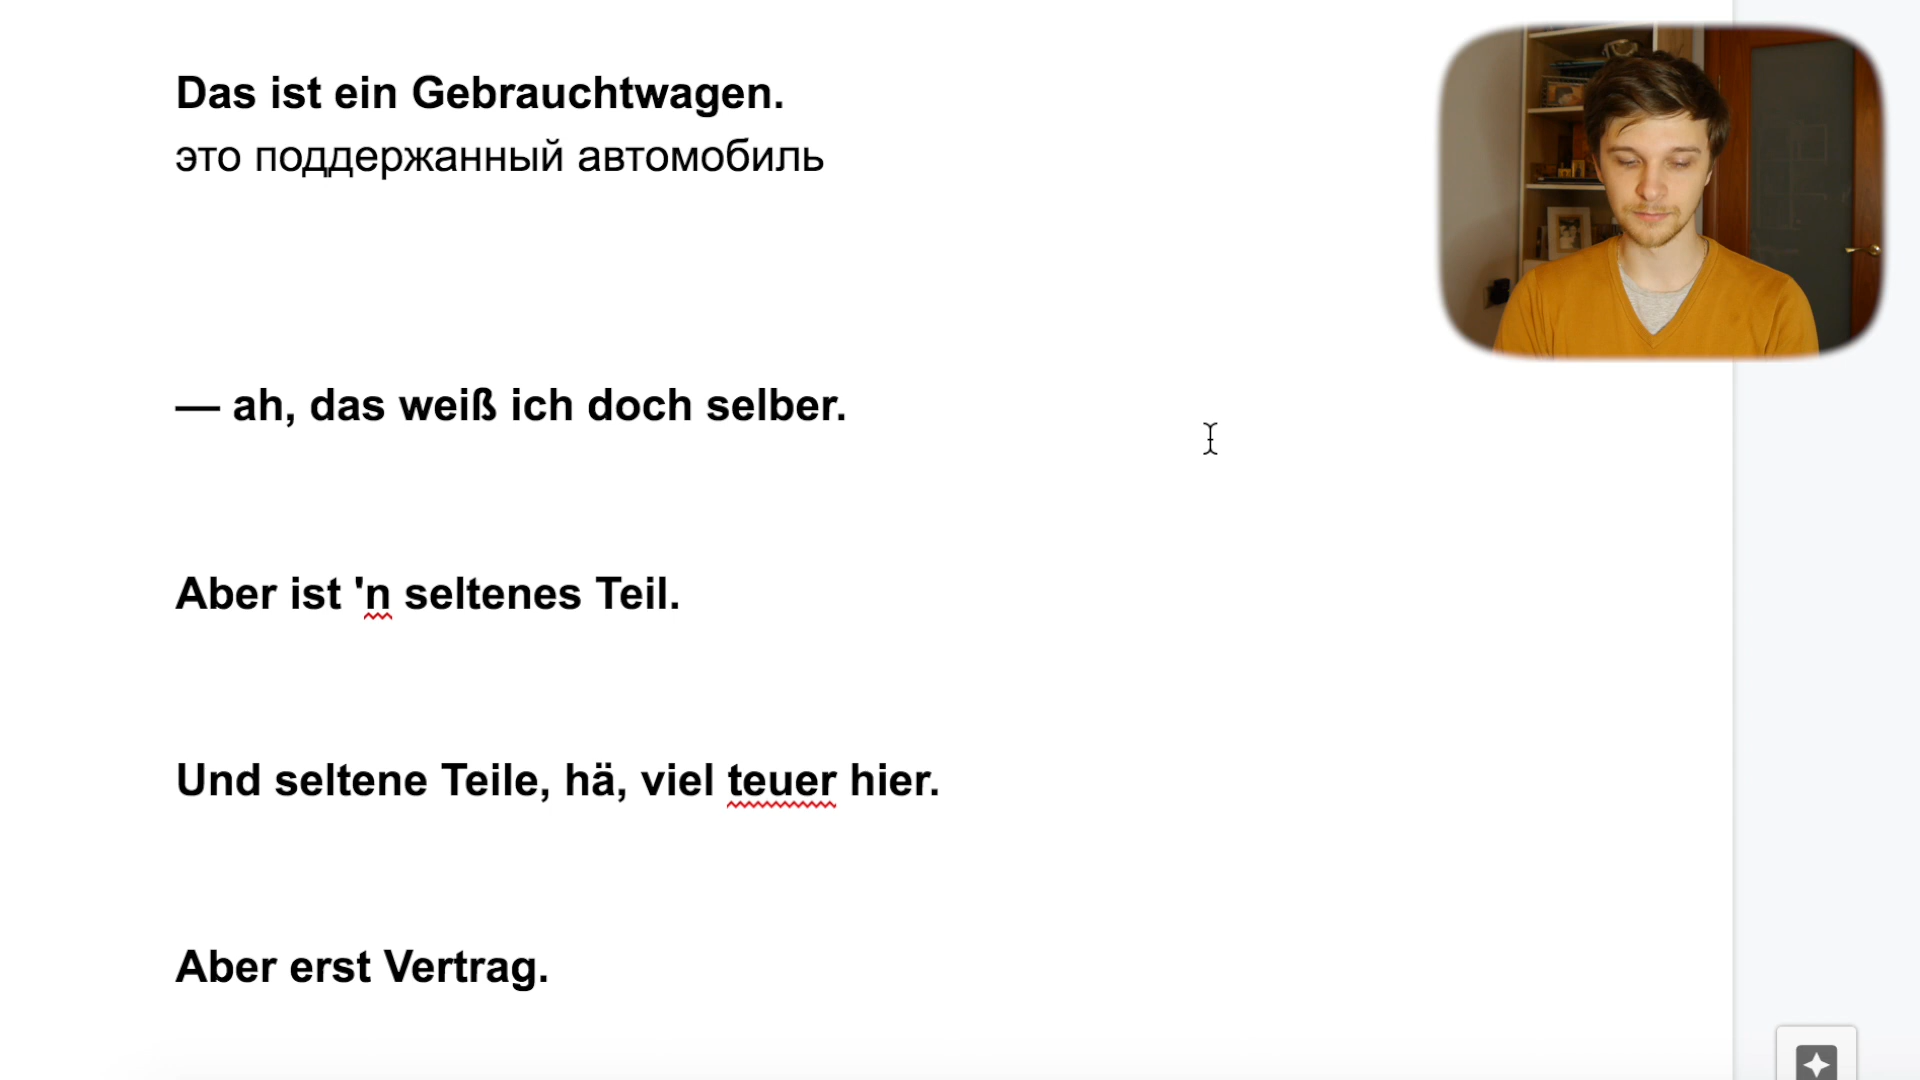 Das ist ein Gebrauchtwagen.
это поддержанный автомобиль
— ah, das weiß ich doch selber.
Aber ist 'n seltenes Teil.
Und seltene Teile, hä, viel teuer hier.
Aber erst Vertrag.